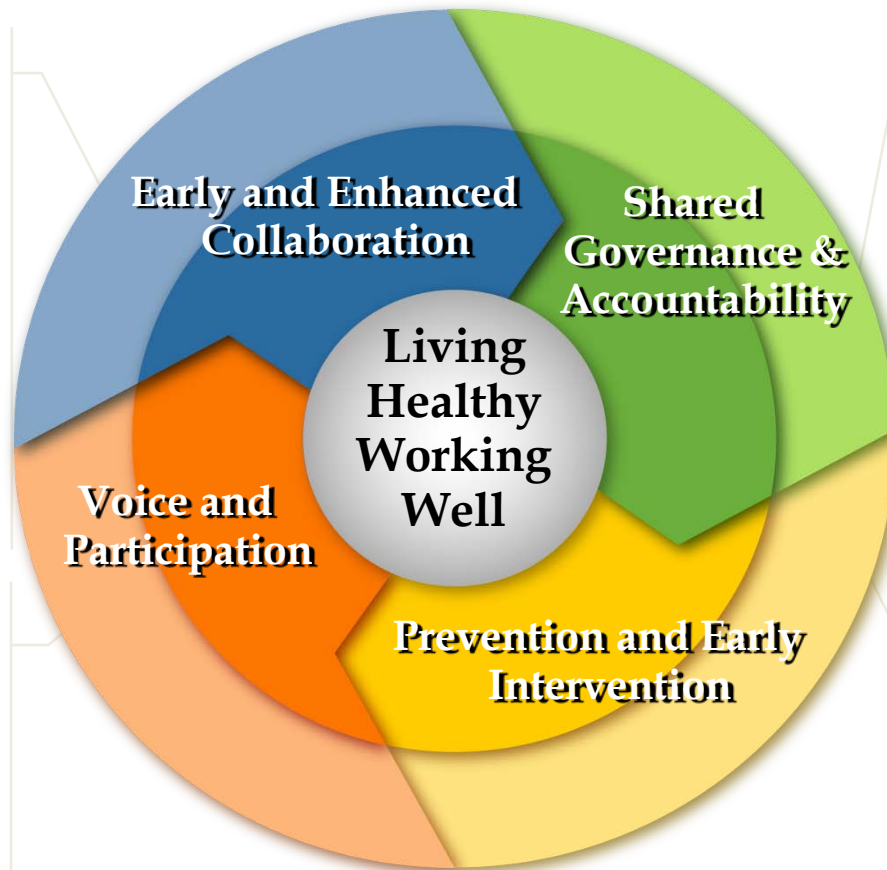 Early and Enhanced
Collaboration
Shared
Governance &
Accountability
Living
Healthy
Working
Well
Voice and
Participation
Prevention and Early
Intervention